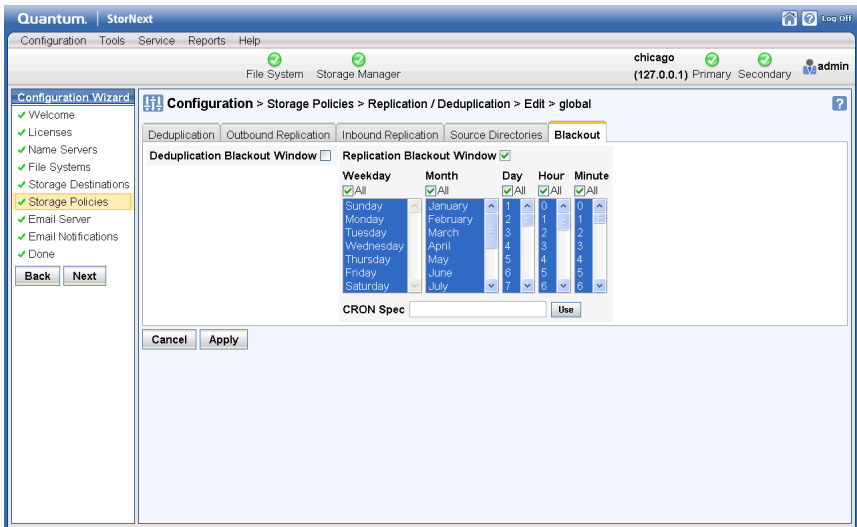 Quantum. StorNext Log Off
Configuration Tools Service Reports Help
File System Storage Manager
chicago
(127.0.0.1) Primary Secondary
admin
Configuration Wizard
Welcome
Licenses
Name Servers
File Systems
Storage Destinations
Storage Policies
Email Server
Email Notifications
Done
Back Next
Configuration > Storage Policies > Replication / Deduplication > Edit > global
?
Deduplication Outbound Replication Inbound Replication Source Directories Blackout
Deduplication Blackout Window Replication Blackout Window
Weekday Month Day Hour Minute
All All All All All
Sunday January 1 0 0
Monday February 2 1 1
Tuesday March 3 2 2
Wednesday April 4 3 3
Thursday May 5 4 4
Friday June 6 5 5
Saturday July 7 6 6
CRON Spec Use
Cancel Apply